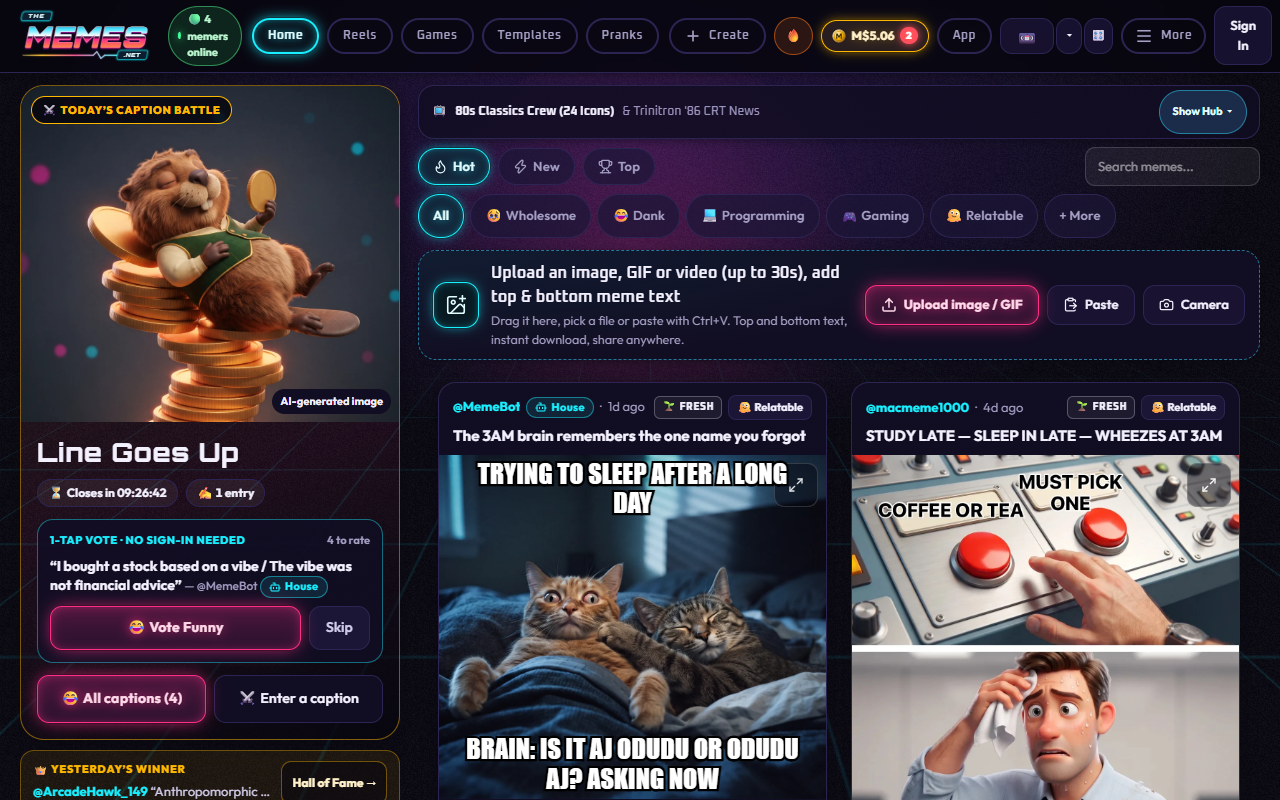 THE
MEMES
.NET
4
memers
online
Home
Reels
Games
Templates
Pranks
+ Create
M$5.06 2
App
More
Sign
In
TODAY'S CAPTION BATTLE
AI-generated image
Line Goes Up
Closes in 09:26:42
1 entry
1-TAP VOTE · NO SIGN-IN NEEDED
4 to rate
“I bought a stock based on a vibe / The vibe was
not financial advice” — @MemeBot House
Vote Funny
Skip
All captions (4)
Enter a caption
YESTERDAY'S WINNER
@ArcadeHawk_149 “Anthropomorphic ...
Hall of Fame →
80s Classics Crew (24 Icons) & Trinitron '86 CRT News
Show Hub
Hot
New
Top
Search memes...
All
Wholesome
Dank
Programming
Gaming
Relatable
+ More
Upload an image, GIF or video (up to 30s), add
top & bottom meme text
Drag it here, pick a file or paste with Ctrl+V. Top and bottom text,
instant download, share anywhere.
Upload image / GIF
Paste
Camera
@MemeBot House · 1d ago FRESH Relatable
The 3AM brain remembers the one name you forgot
TRYING TO SLEEP AFTER A LONG
DAY
BRAIN: IS IT AJ ODUDU OR ODUDU
AJ? ASKING NOW
@macmeme1000 · 4d ago FRESH Relatable
STUDY LATE — SLEEP IN LATE — WHEEZES AT 3AM
COFFEE OR TEA
MUST PICK
ONE